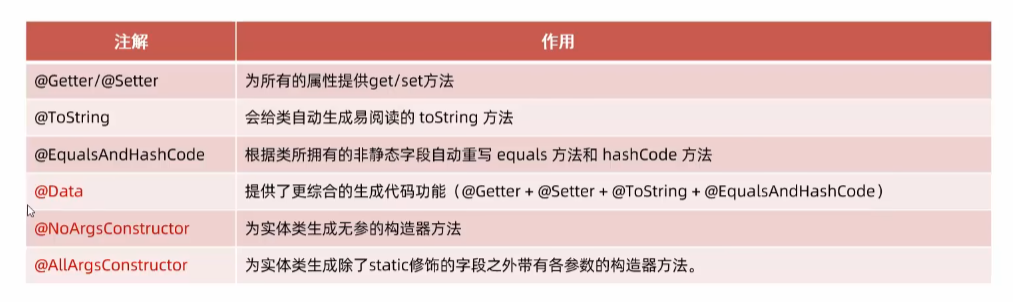 注解 作用
@Getter/@Setter 为所有的属性提供get/set方法
@ToString 会给类自动生成易阅读的 toString 方法
@EqualsAndHashCode 根据类所拥有的非静态字段自动重写 equals 方法和 hashCode 方法
@Data 提供了更综合的生成代码功能（@Getter + @Setter + @ToString + @EqualsAndHashCode）
@NoArgsConstructor 为实体类生成无参的构造器方法
@AllArgsConstructor 为实体类生成除了static修饰的字段之外带有各参数的构造器方法。